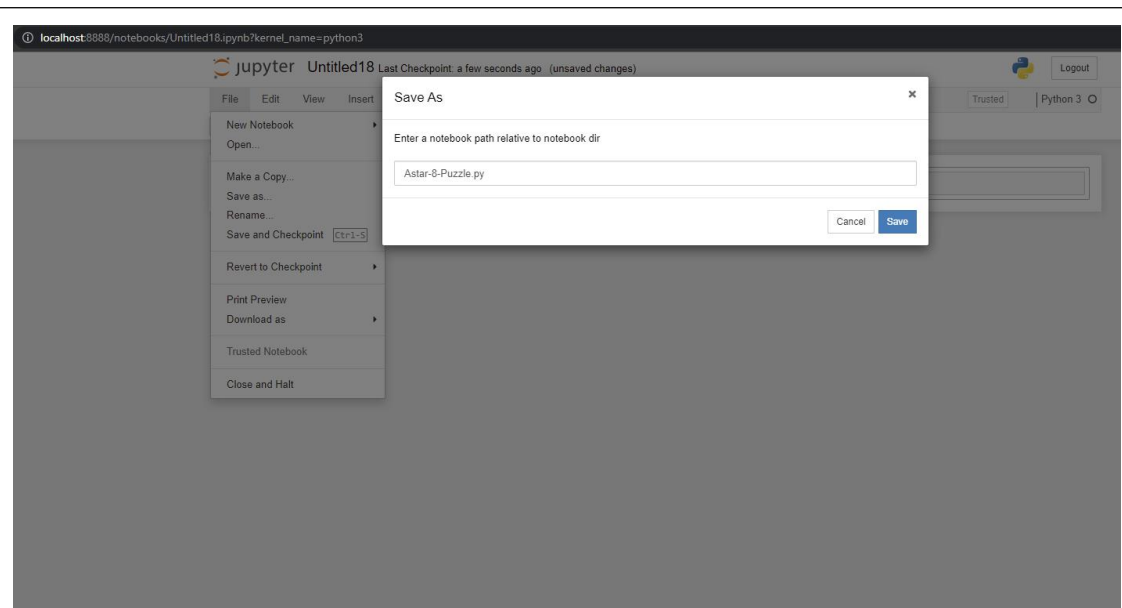 localhost:8888/notebooks/Untitled18.ipynb?kernel_name=python3
jupyter Untitled18 Last Checkpoint: a few seconds ago (unsaved changes)
Logout
File Edit View Insert
Save As
×
Trusted
Python 3
New Notebook
Open...
Enter a notebook path relative to notebook dir
Make a Copy...
Astar-8-Puzzle.py
Save as...
Rename...
Cancel Save
Save and Checkpoint Ctrl-S
Revert to Checkpoint
Print Preview
Download as
Trusted Notebook
Close and Halt